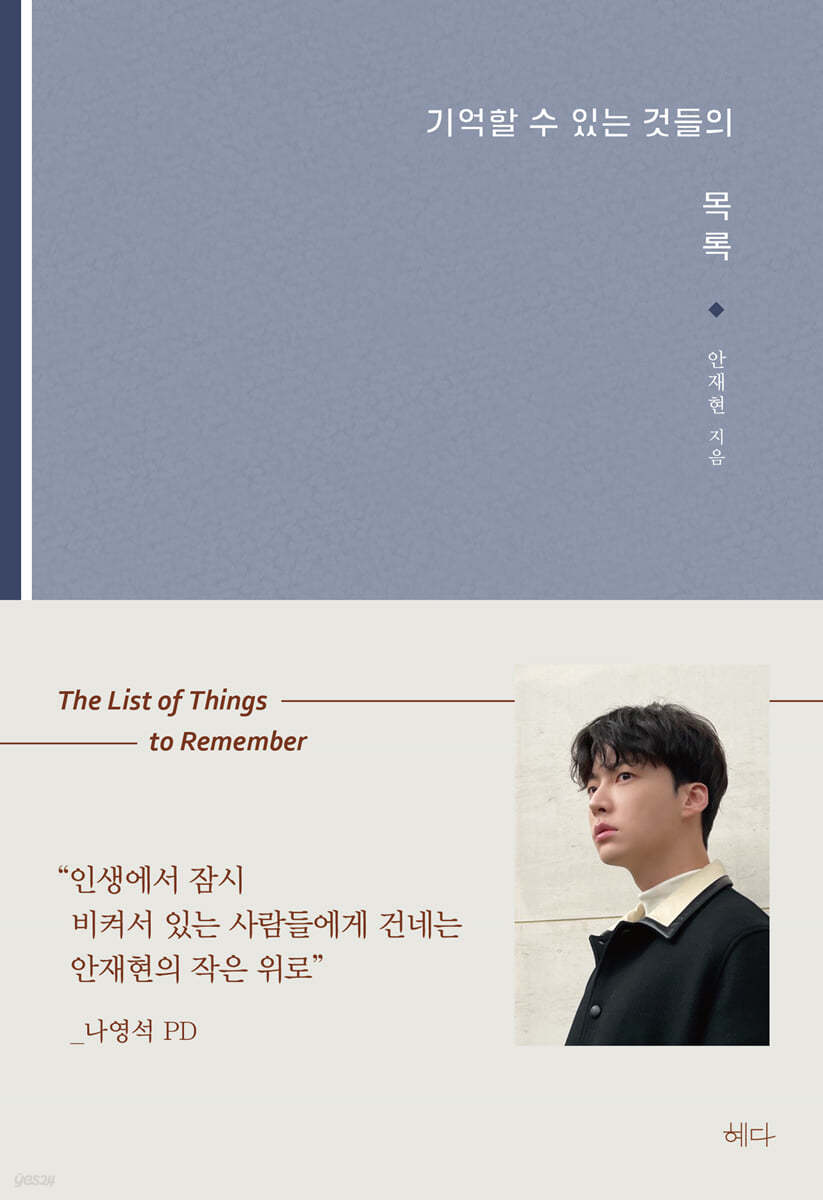 기억할 수 있는 것들의
목록
안재현 지음
The List of Things
to Remember
“인생에서 잠시
비켜서 있는 사람들에게 건네는
안재현의 작은 위로”
_나영석 PD
혜다
yes24